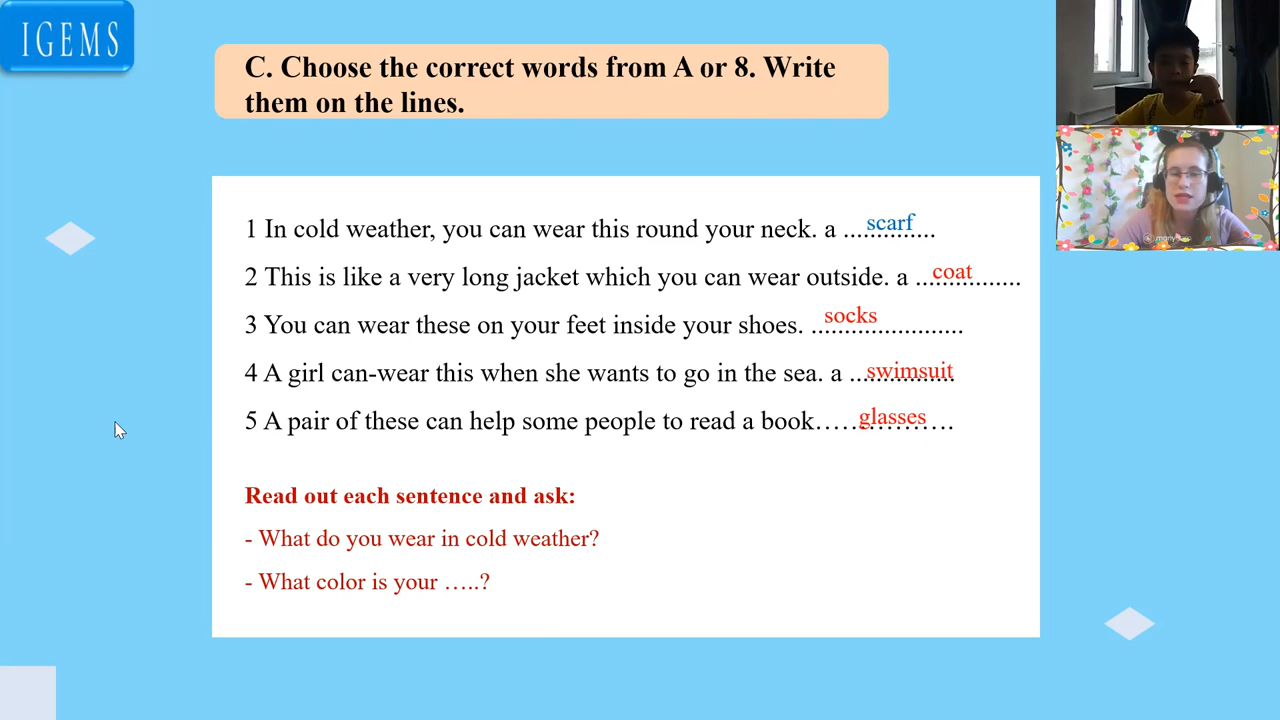 IGEMS
C. Choose the correct words from A or 8. Write
them on the lines.
1 In cold weather, you can wear this round your neck. a .............. scarf
2 This is like a very long jacket which you can wear outside. a ................ coat
3 You can wear these on your feet inside your shoes. ....................... socks
4 A girl can-wear this when she wants to go in the sea. a ................ swimsuit
5 A pair of these can help some people to read a book…………….. glasses
Read out each sentence and ask:
- What do you wear in cold weather?
- What color is your …..?